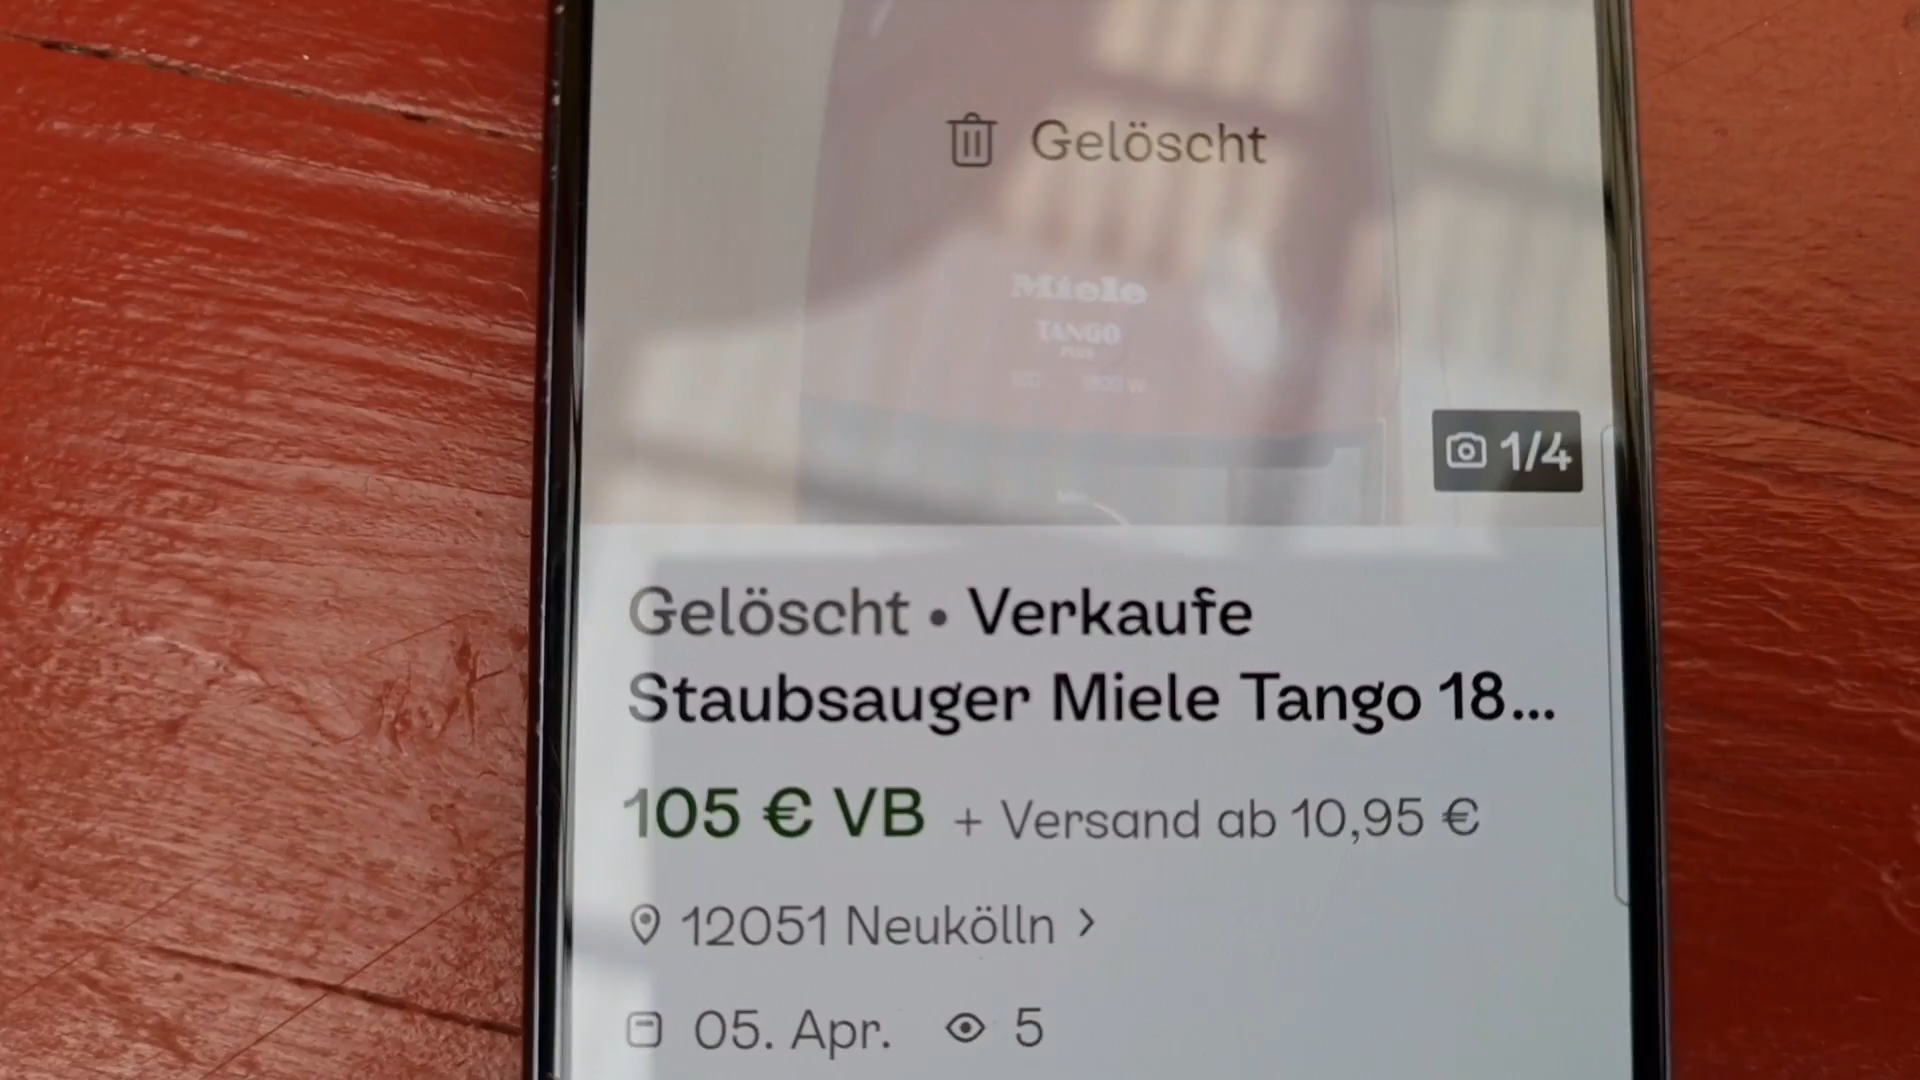 Gelöscht
Miele
TANGO
PLUS
1/4
Gelöscht • Verkaufe
Staubsauger Miele Tango 18...
105 € VB + Versand ab 10,95 €
12051 Neukölln >
05. Apr. 5